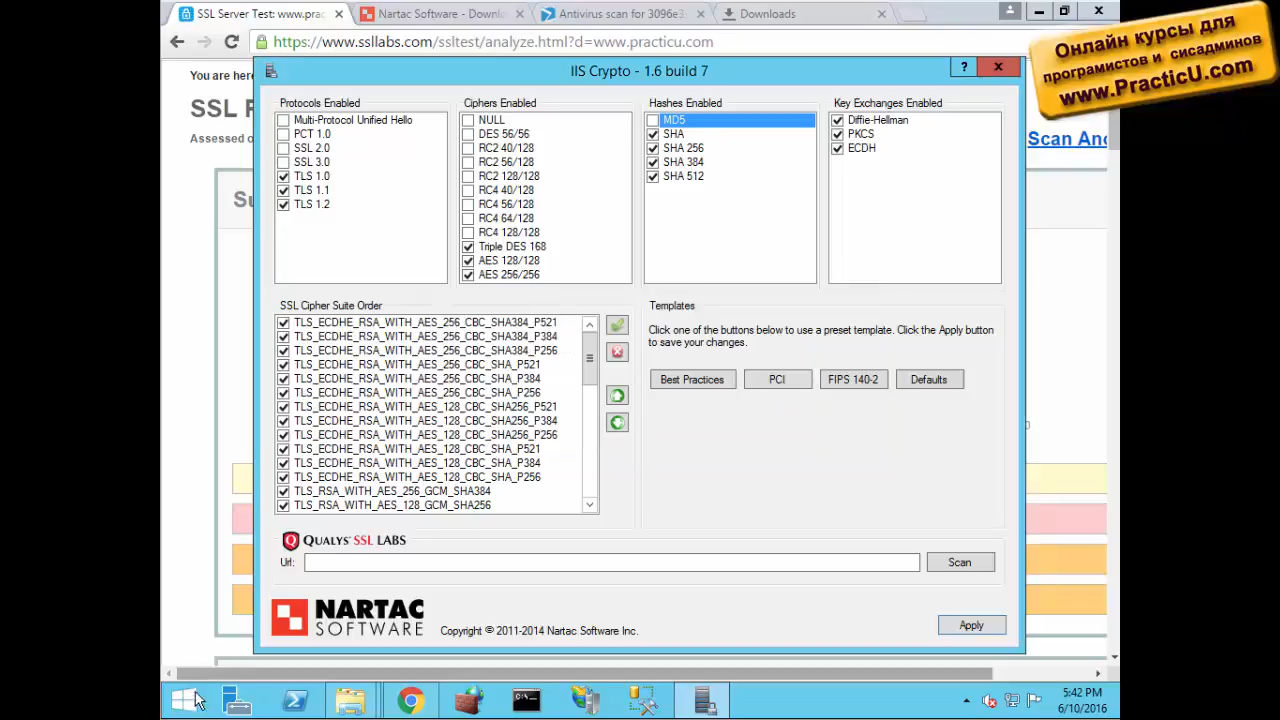 SSL Server Test: www.prac
Nartac Software - Downlo
Antivirus scan for 3096e3
Downloads
https://www.ssllabs.com/ssltest/analyze.html?d=www.practicu.com
Онлайн курсы для
програмистов и сисадминов
www.PracticU.com
You are here
SSL R
Assessed o
Scan Ano
Su
IIS Crypto - 1.6 build 7
?
Protocols Enabled
Multi-Protocol Unified Hello
PCT 1.0
SSL 2.0
SSL 3.0
TLS 1.0
TLS 1.1
TLS 1.2
Ciphers Enabled
NULL
DES 56/56
RC2 40/128
RC2 56/128
RC2 128/128
RC4 40/128
RC4 56/128
RC4 64/128
RC4 128/128
Triple DES 168
AES 128/128
AES 256/256
Hashes Enabled
MD5
SHA
SHA 256
SHA 384
SHA 512
Key Exchanges Enabled
Diffie-Hellman
PKCS
ECDH
SSL Cipher Suite Order
TLS_ECDHE_RSA_WITH_AES_256_CBC_SHA384_P521
TLS_ECDHE_RSA_WITH_AES_256_CBC_SHA384_P384
TLS_ECDHE_RSA_WITH_AES_256_CBC_SHA384_P256
TLS_ECDHE_RSA_WITH_AES_256_CBC_SHA_P521
TLS_ECDHE_RSA_WITH_AES_256_CBC_SHA_P384
TLS_ECDHE_RSA_WITH_AES_256_CBC_SHA_P256
TLS_ECDHE_RSA_WITH_AES_128_CBC_SHA256_P521
TLS_ECDHE_RSA_WITH_AES_128_CBC_SHA256_P384
TLS_ECDHE_RSA_WITH_AES_128_CBC_SHA256_P256
TLS_ECDHE_RSA_WITH_AES_128_CBC_SHA_P521
TLS_ECDHE_RSA_WITH_AES_128_CBC_SHA_P384
TLS_ECDHE_RSA_WITH_AES_128_CBC_SHA_P256
TLS_RSA_WITH_AES_256_GCM_SHA384
TLS_RSA_WITH_AES_128_GCM_SHA256
Templates
Click one of the buttons below to use a preset template. Click the Apply button
to save your changes.
Best Practices
PCI
FIPS 140-2
Defaults
QUALYS' SSL LABS
Url:
Scan
NARTAC
SOFTWARE
Copyright © 2011-2014 Nartac Software Inc.
Apply
5:42 PM
6/10/2016